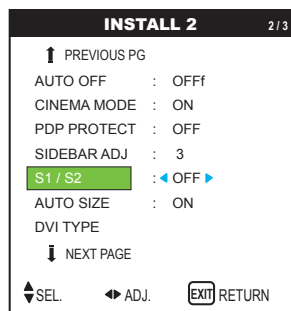 INSTALL 2 2 / 3
PREVIOUS PG
AUTO OFF : OFFf
CINEMA MODE : ON
PDP PROTECT : OFF
SIDEBAR ADJ : 3
S1 / S2 : OFF
AUTO SIZE : ON
DVI TYPE
NEXT PAGE
SEL. ADJ. EXIT RETURN